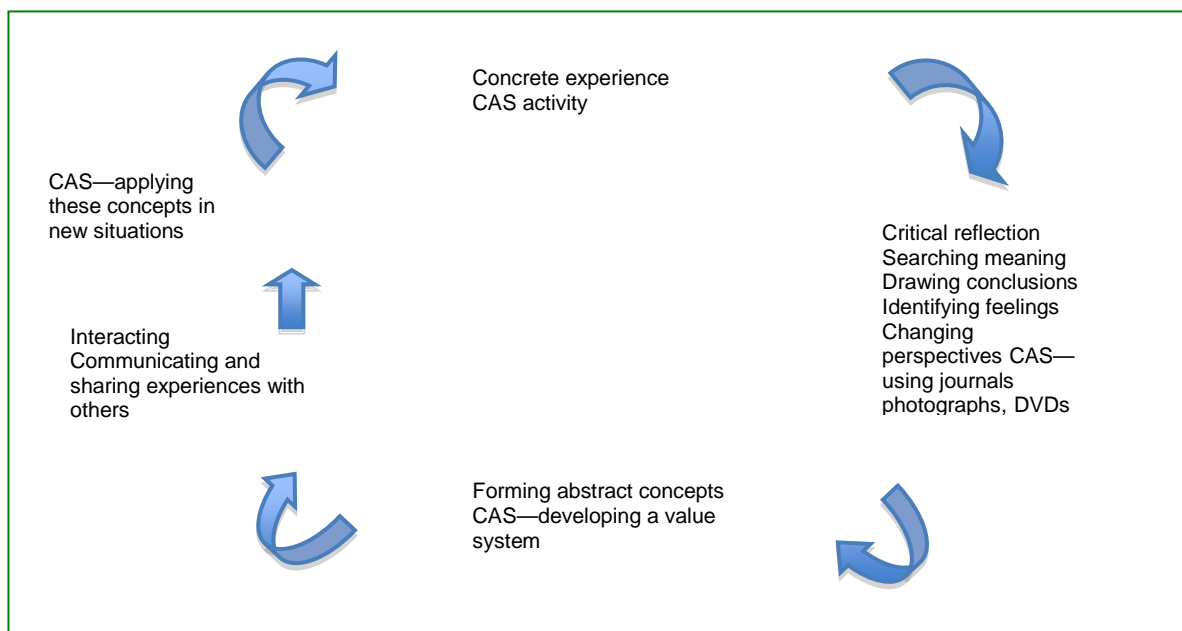 Concrete experience
CAS activity
CAS—applying
these concepts in
new situations
Critical reflection
Searching meaning
Drawing conclusions
Identifying feelings
Changing
perspectives CAS—
using journals
photographs, DVDs
Interacting
Communicating and
sharing experiences with
others
Forming abstract concepts
CAS—developing a value
system